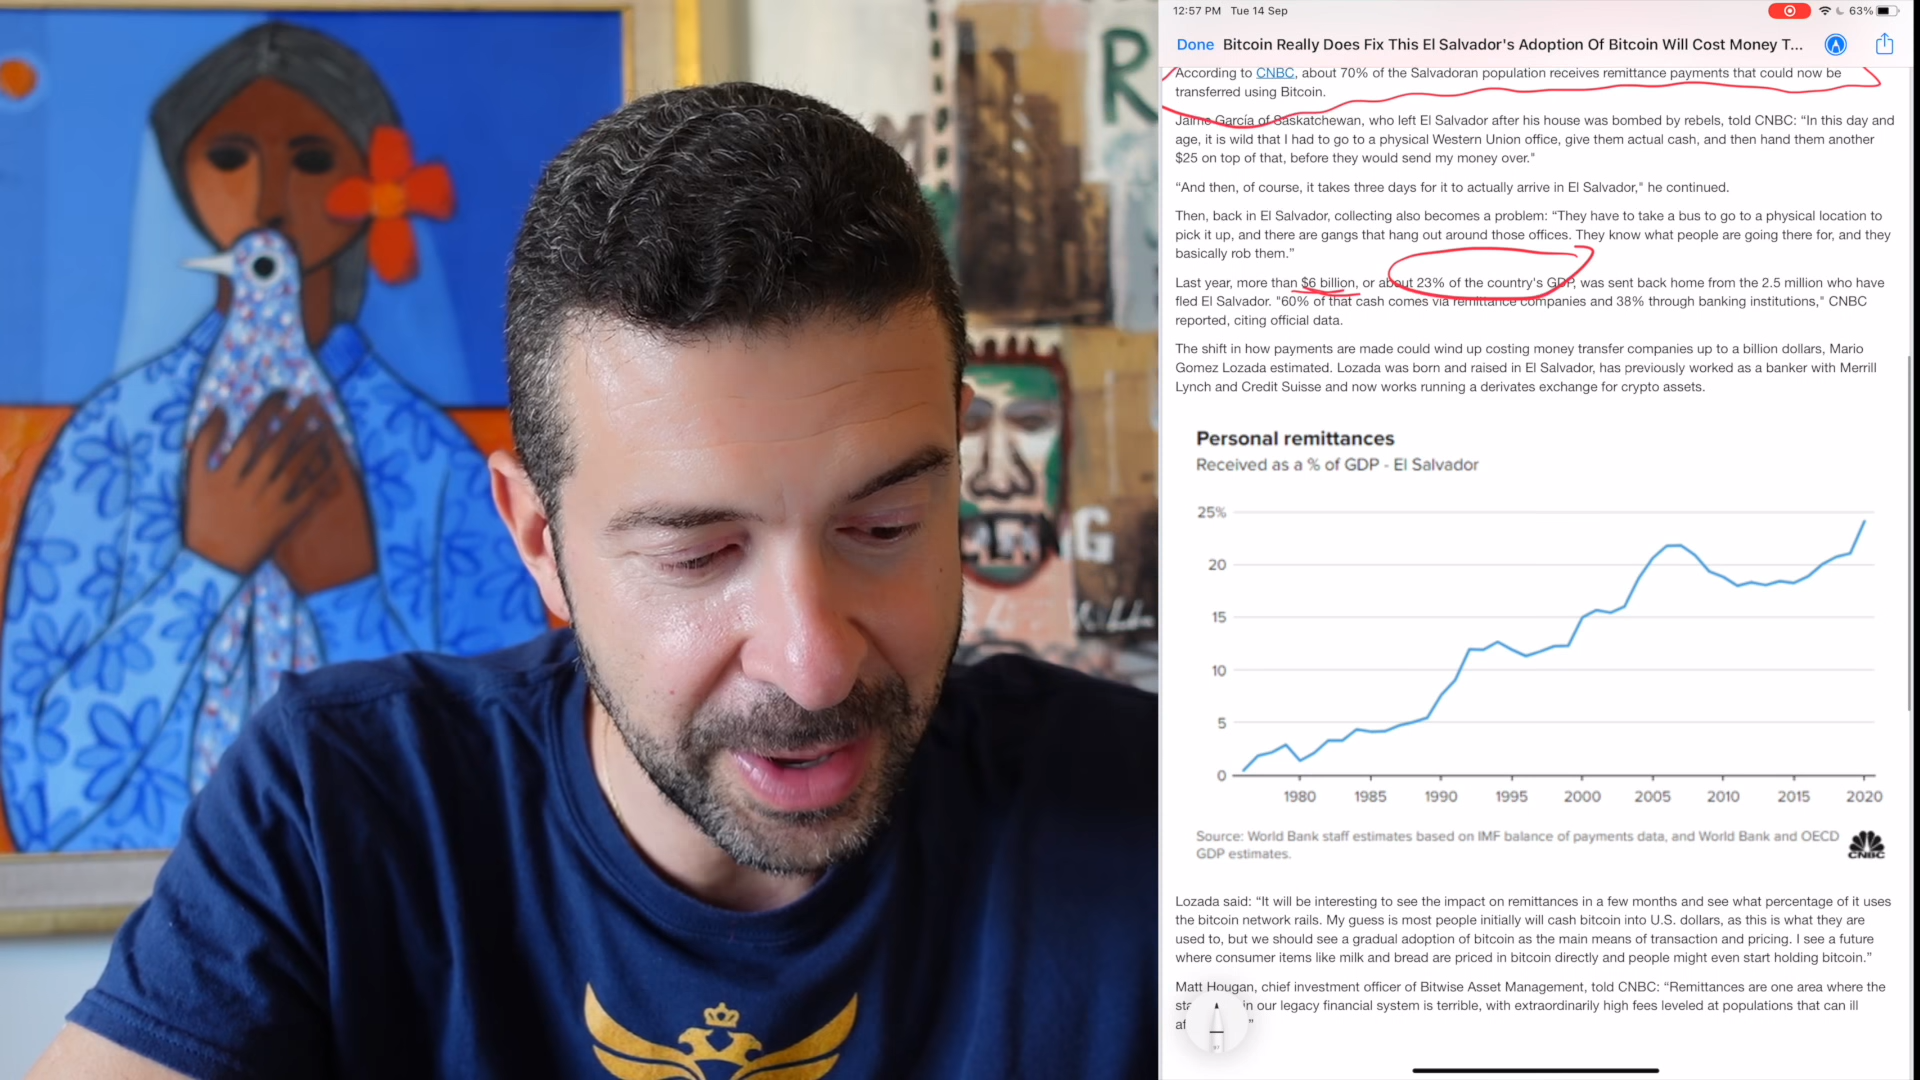 12:57 PM Tue 14 Sep
63%
Done Bitcoin Really Does Fix This El Salvador's Adoption Of Bitcoin Will Cost Money T...
According to CNBC, about 70% of the Salvadoran population receives remittance payments that could now be
transferred using Bitcoin.
Jaime García of Saskatchewan, who left El Salvador after his house was bombed by rebels, told CNBC: “In this day and
age, it is wild that I had to go to a physical Western Union office, give them actual cash, and then hand them another
$25 on top of that, before they would send my money over."
“And then, of course, it takes three days for it to actually arrive in El Salvador," he continued.
Then, back in El Salvador, collecting also becomes a problem: “They have to take a bus to go to a physical location to
pick it up, and there are gangs that hang out around those offices. They know what people are going there for, and they
basically rob them.”
Last year, more than $6 billion, or about 23% of the country's GDP, was sent back home from the 2.5 million who have
fled El Salvador. "60% of that cash comes via remittance companies and 38% through banking institutions," CNBC
reported, citing official data.
The shift in how payments are made could wind up costing money transfer companies up to a billion dollars, Mario
Gomez Lozada estimated. Lozada was born and raised in El Salvador, has previously worked as a banker with Merrill
Lynch and Credit Suisse and now works running a derivates exchange for crypto assets.
Personal remittances
Received as a % of GDP - El Salvador
25%
20
15
10
5
0
1980 1985 1990 1995 2000 2005 2010 2015 2020
Source: World Bank staff estimates based on IMF balance of payments data, and World Bank and OECD
GDP estimates.
CNBC
Lozada said: “It will be interesting to see the impact on remittances in a few months and see what percentage of it uses
the bitcoin network rails. My guess is most people initially will cash bitcoin into U.S. dollars, as this is what they are
used to, but we should see a gradual adoption of bitcoin as the main means of transaction and pricing. I see a future
where consumer items like milk and bread are priced in bitcoin directly and people might even start holding bitcoin.”
Matt Hougan, chief investment officer of Bitwise Asset Management, told CNBC: “Remittances are one area where the
in our legacy financial system is terrible, with extraordinarily high fees leveled at populations that can ill